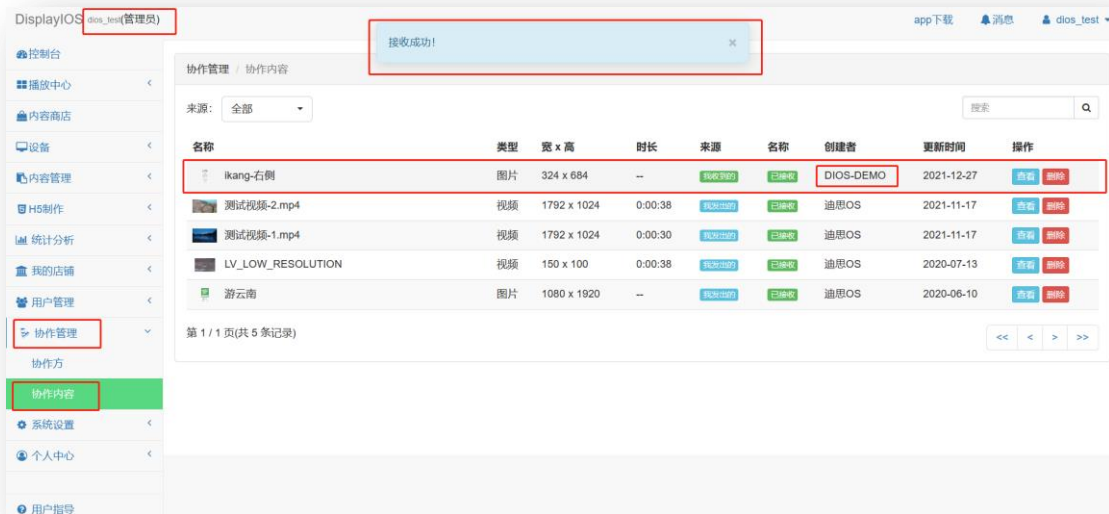 DisplayIOS dios_test(管理员) app下载 消息 dios_test
接收成功! ×
控制台
播放中心
内容商店
设备
内容管理
H5制作
统计分析
我的店铺
用户管理
协作管理
协作方
协作内容
系统设置
个人中心
用户指导
协作管理 / 协作内容
来源: 全部 搜索
名称 类型 宽 x 高 时长 来源 名称 创建者 更新时间 操作
ikang-右侧 图片 324 x 684 -- 我收到的 已接收 DIOS-DEMO 2021-12-27 查看 删除
测试视频-2.mp4 视频 1792 x 1024 0:00:38 我发出的 已接收 迪思OS 2021-11-17 查看 删除
测试视频-1.mp4 视频 1792 x 1024 0:00:30 我发出的 已接收 迪思OS 2021-11-17 查看 删除
LV_LOW_RESOLUTION 视频 150 x 100 0:00:38 我发出的 已接收 迪思OS 2020-07-13 查看 删除
游云南 图片 1080 x 1920 -- 我发出的 已接收 迪思OS 2020-06-10 查看 删除
第 1 / 1 页(共 5 条记录) << < > >>